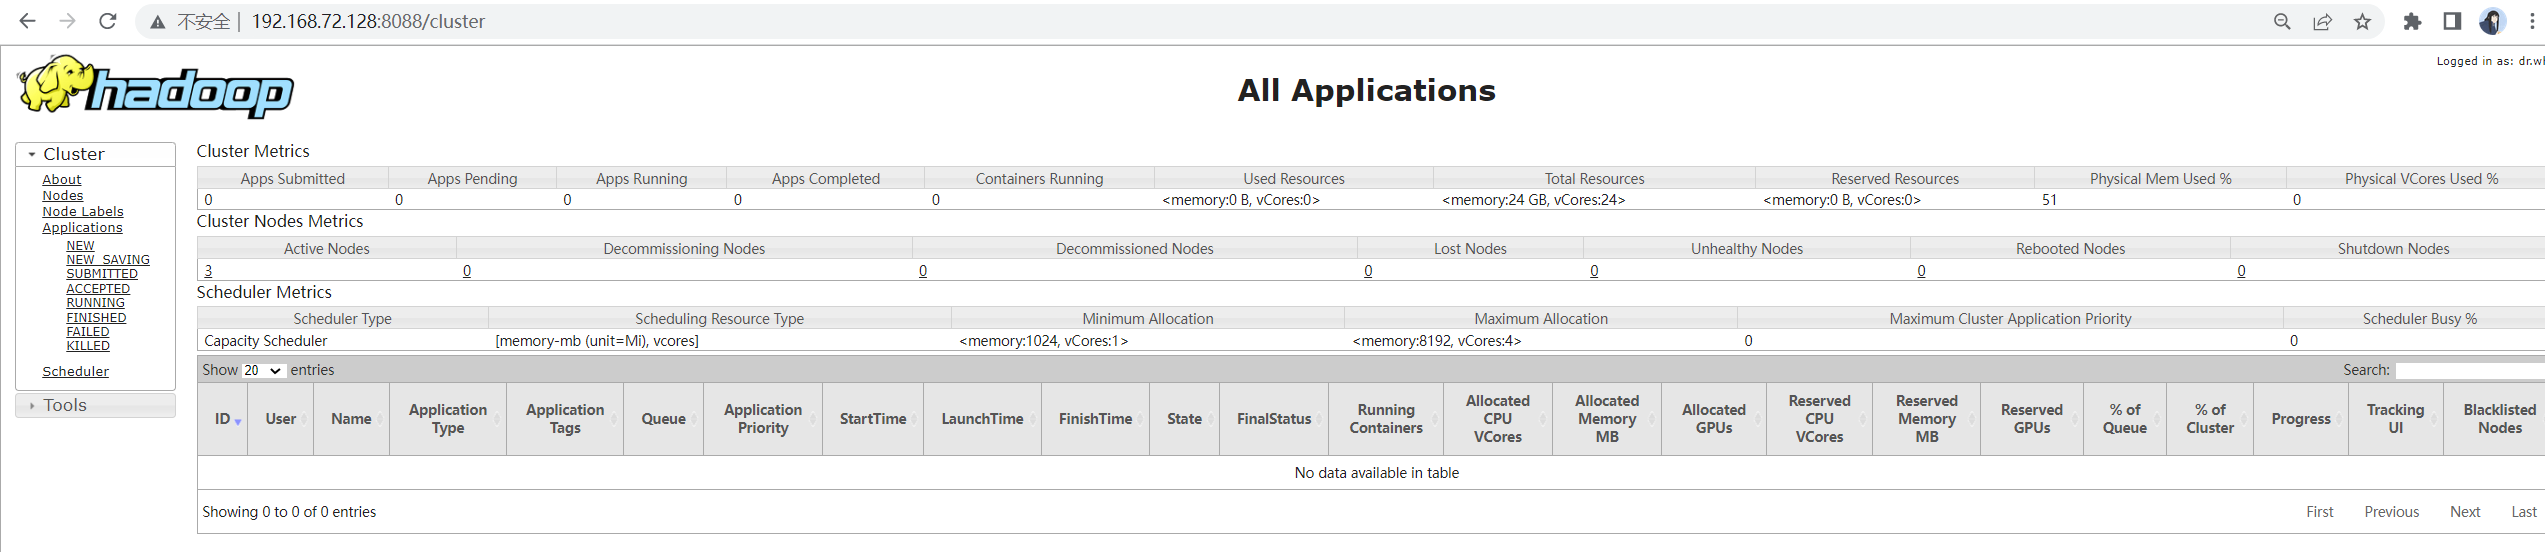 不安全 | 192.168.72.128:8088/cluster
hadoop
All Applications
Logged in as: dr.wh
Cluster
About
Nodes
Node Labels
Applications
NEW
NEW_SAVING
SUBMITTED
ACCEPTED
RUNNING
FINISHED
FAILED
KILLED
Scheduler
Tools
Cluster Metrics
Apps Submitted Apps Pending Apps Running Apps Completed Containers Running Used Resources Total Resources Reserved Resources Physical Mem Used % Physical VCores Used %
0 0 0 0 0 <memory:0 B, vCores:0> <memory:24 GB, vCores:24> <memory:0 B, vCores:0> 51 0
Cluster Nodes Metrics
Active Nodes Decommissioning Nodes Decommissioned Nodes Lost Nodes Unhealthy Nodes Rebooted Nodes Shutdown Nodes
3 0 0 0 0 0 0
Scheduler Metrics
Scheduler Type Scheduling Resource Type Minimum Allocation Maximum Allocation Maximum Cluster Application Priority Scheduler Busy %
Capacity Scheduler [memory-mb (unit=Mi), vcores] <memory:1024, vCores:1> <memory:8192, vCores:4> 0 0
Show 20 entries Search:
ID User Name Application Type Application Tags Queue Application Priority StartTime LaunchTime FinishTime State FinalStatus Running Containers Allocated CPU VCores Allocated Memory MB Allocated GPUs Reserved CPU VCores Reserved Memory MB Reserved GPUs % of Queue % of Cluster Progress Tracking UI Blacklisted Nodes
No data available in table
Showing 0 to 0 of 0 entries First Previous Next Last